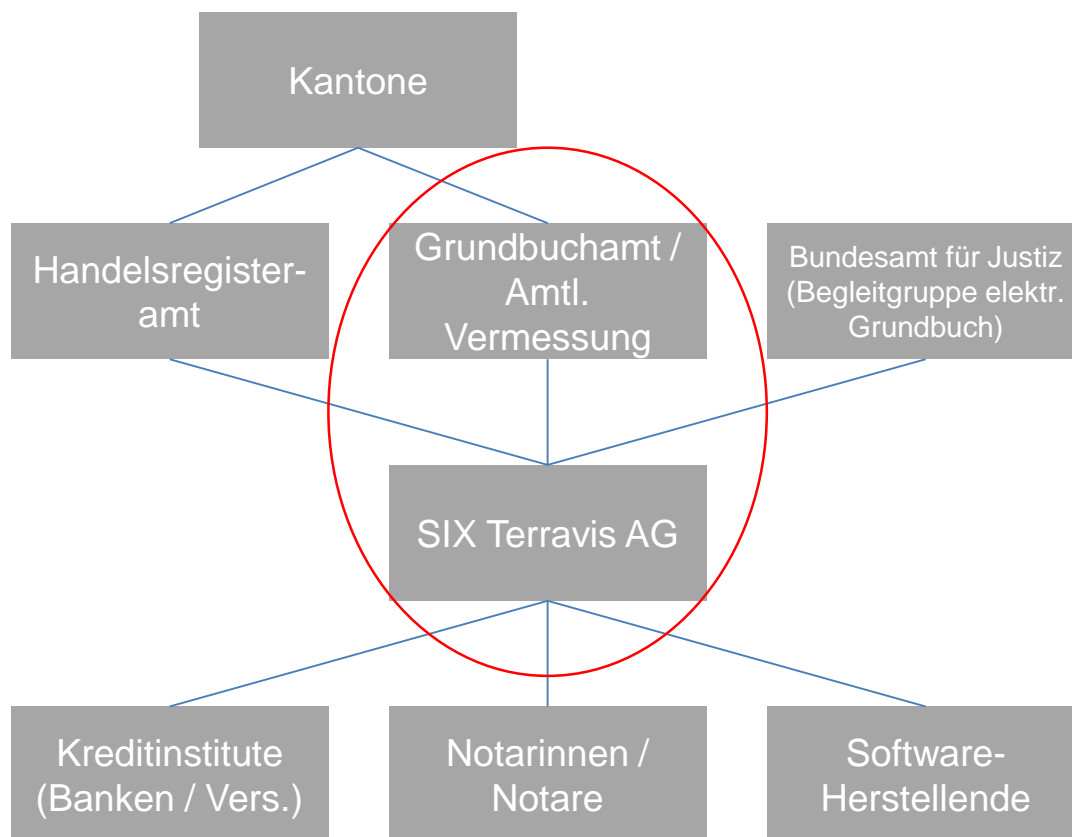 Kantone
Handelsregister-
amt
Grundbuchamt /
Amtl.
Vermessung
Bundesamt für Justiz
(Begleitgruppe elektr.
Grundbuch)
SIX Terravis AG
Kreditinstitute
(Banken / Vers.)
Notarinnen /
Notare
Software-
Herstellende